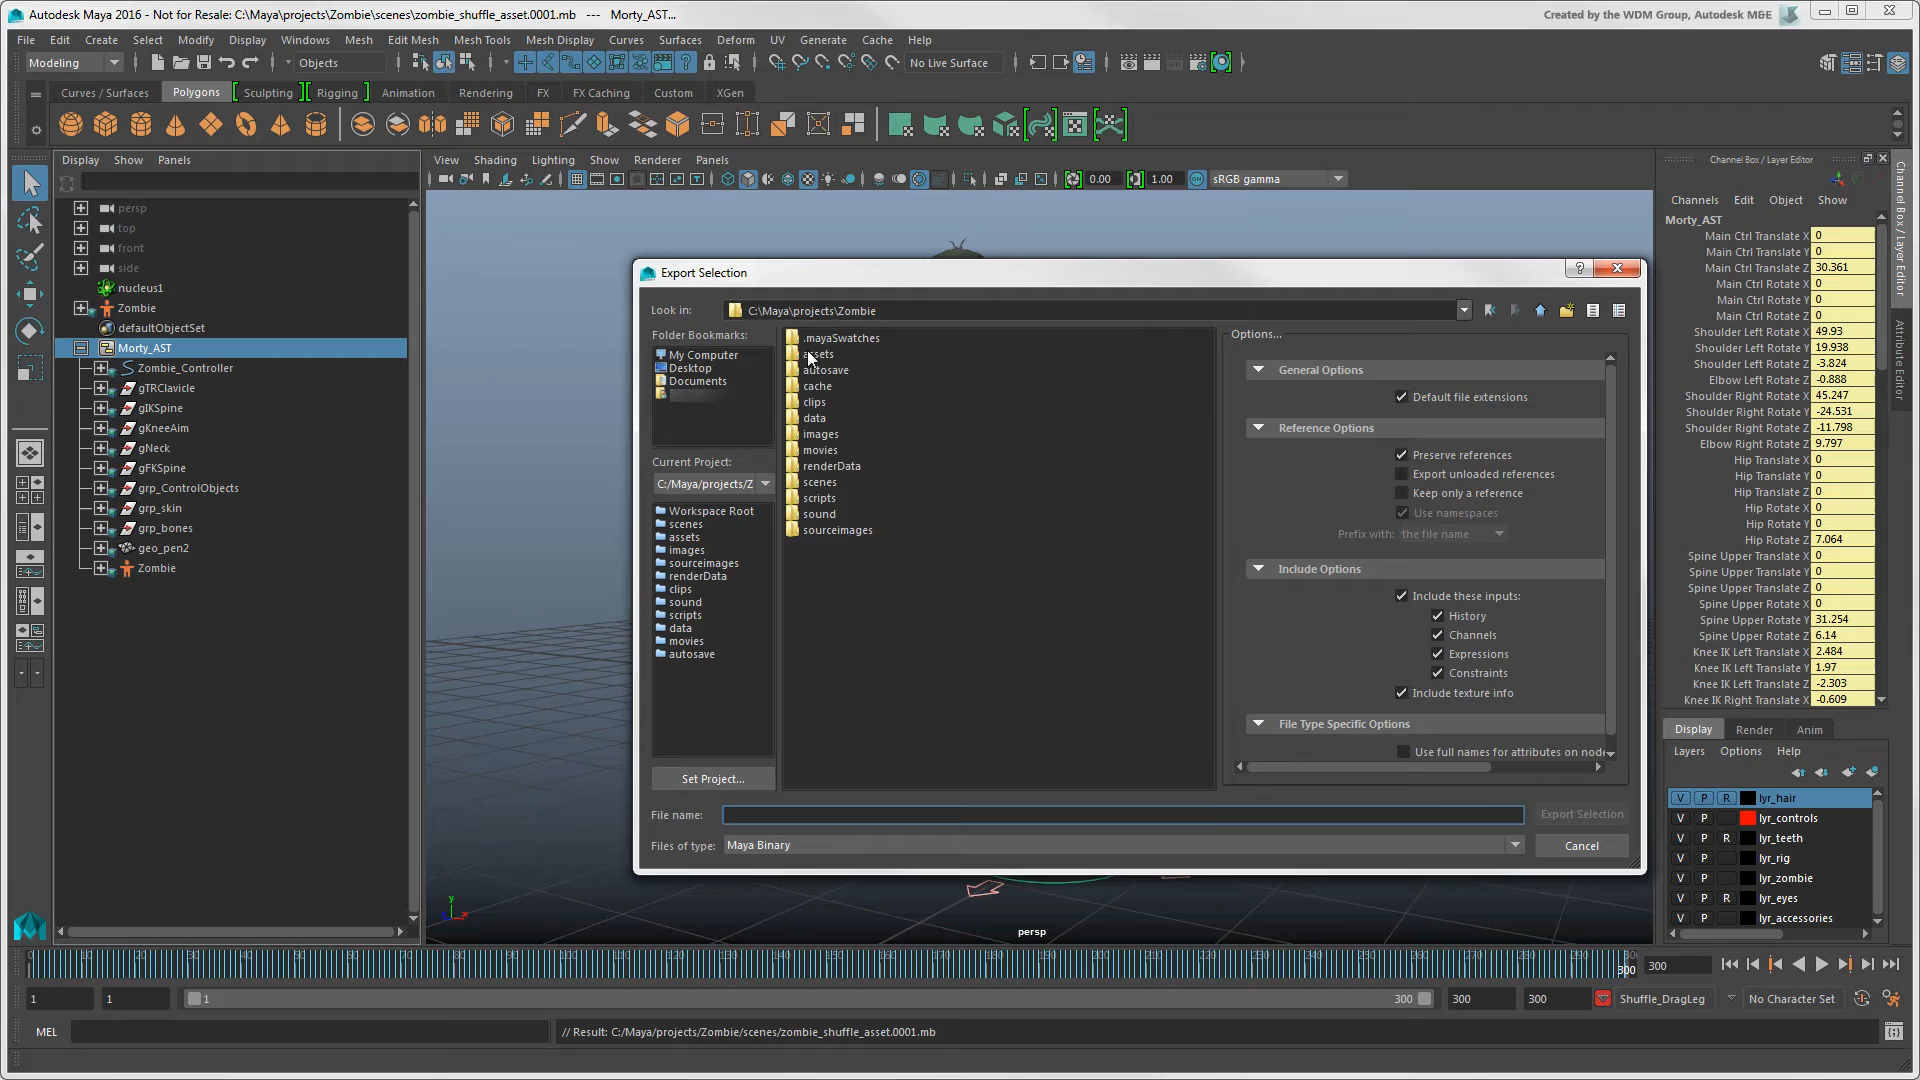 Autodesk Maya 2016 - Not for Resale: C:\Maya\projects\Zombie\scenes\zombie_shuffle_asset.0001.mb --- Morty_AST...
Created by the WDM Group, Autodesk M&E
File Edit Create Select Modify Display Windows Mesh Edit Mesh Mesh Tools Mesh Display Curves Surfaces Deform UV Generate Cache Help
Modeling Objects No Live Surface
Curves / Surfaces Polygons Sculpting Rigging Animation Rendering FX FX Caching Custom XGen
Display Show Panels
View Shading Lighting Show Renderer Panels
0.00 1.00 sRGB gamma
persp
top
front
side
nucleus1
Zombie
defaultObjectSet
Morty_AST
Zombie_Controller
gTRClavicle
gIKSpine
gKneeAim
gNeck
gFKSpine
grp_ControlObjects
grp_skin
grp_bones
geo_pen2
Zombie
Export Selection
Look in: C:\Maya\projects\Zombie
Folder Bookmarks:
My Computer
Desktop
Documents
Current Project:
C:/Maya/projects/Z
Workspace Root
scenes
assets
images
sourceimages
renderData
clips
sound
scripts
data
movies
autosave
Set Project...
.mayaSwatches
assets
autosave
cache
clips
data
images
movies
renderData
scenes
scripts
sound
sourceimages
Options...
General Options
Default file extensions
Reference Options
Preserve references
Export unloaded references
Keep only a reference
Use namespaces
Prefix with: the file name
Include Options
Include these inputs:
History
Channels
Expressions
Constraints
Include texture info
File Type Specific Options
Use full names for attributes on node
File name: Export Selection
Files of type: Maya Binary Cancel
y
x
persp
Channel Box / Layer Editor
Channels Edit Object Show
Morty_AST
Main Ctrl Translate X 0
Main Ctrl Translate Y 0
Main Ctrl Translate Z 30.361
Main Ctrl Rotate X 0
Main Ctrl Rotate Y 0
Main Ctrl Rotate Z 0
Shoulder Left Rotate X 49.93
Shoulder Left Rotate Y 19.938
Shoulder Left Rotate Z -3.824
Elbow Left Rotate Y -0.888
Shoulder Right Rotate X 45.247
Shoulder Right Rotate Y -24.531
Shoulder Right Rotate Z -11.798
Elbow Right Rotate Z 9.797
Hip Translate X 0
Hip Translate Y 0
Hip Translate Z 0
Hip Rotate X 0
Hip Rotate Y 0
Hip Rotate Z 7.064
Spine Upper Translate X 0
Spine Upper Translate Y 0
Spine Upper Translate Z 0
Spine Upper Rotate X 0
Spine Upper Rotate Y 31.254
Spine Upper Rotate Z 6.14
Knee IK Left Translate X 2.484
Knee IK Left Translate Y 1.97
Knee IK Left Translate Z -2.303
Knee IK Right Translate X -0.609
Channel Box / Layer Editor
Attribute Editor
Display Render Anim
Layers Options Help
V P R lyr_hair
V P lyr_controls
V P R lyr_teeth
V P lyr_rig
V P lyr_zombie
V P R lyr_eyes
V P lyr_accessories
300 300
1 1 1 300 300 300 Shuffle_DragLeg No Character Set
MEL // Result: C:/Maya/projects/Zombie/scenes/zombie_shuffle_asset.0001.mb